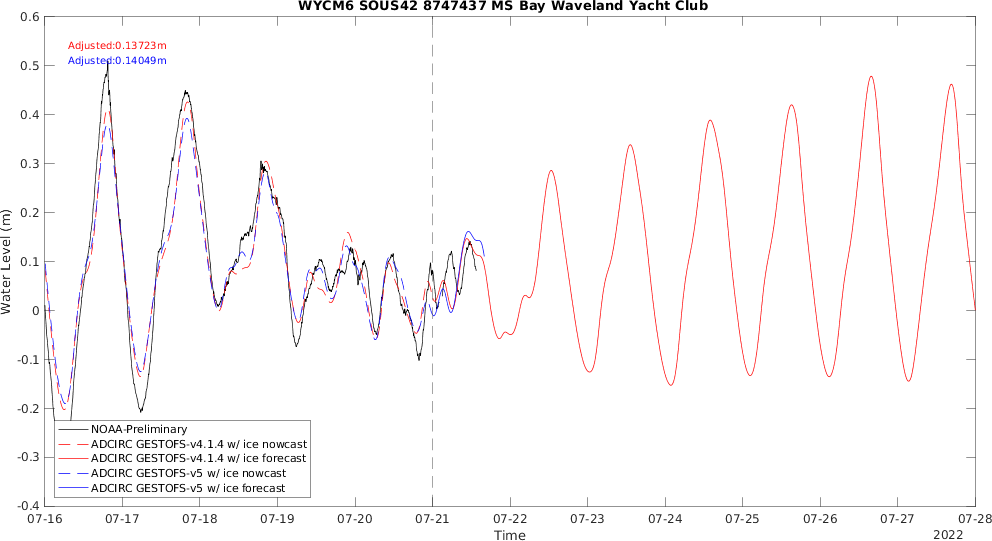 WYCM6 SOUS42 8747437 MS Bay Waveland Yacht Club
Adjusted:0.13723m
Adjusted:0.14049m
Water Level (m)
0.6
0.5
0.4
0.3
0.2
0.1
0
-0.1
-0.2
-0.3
-0.4
NOAA-Preliminary
ADCIRC GESTOFS-v4.1.4 w/ ice nowcast
ADCIRC GESTOFS-v4.1.4 w/ ice forecast
ADCIRC GESTOFS-v5 w/ ice nowcast
ADCIRC GESTOFS-v5 w/ ice forecast
07-16 07-17 07-18 07-19 07-20 07-21 07-22 07-23 07-24 07-25 07-26 07-27 07-28
Time
2022